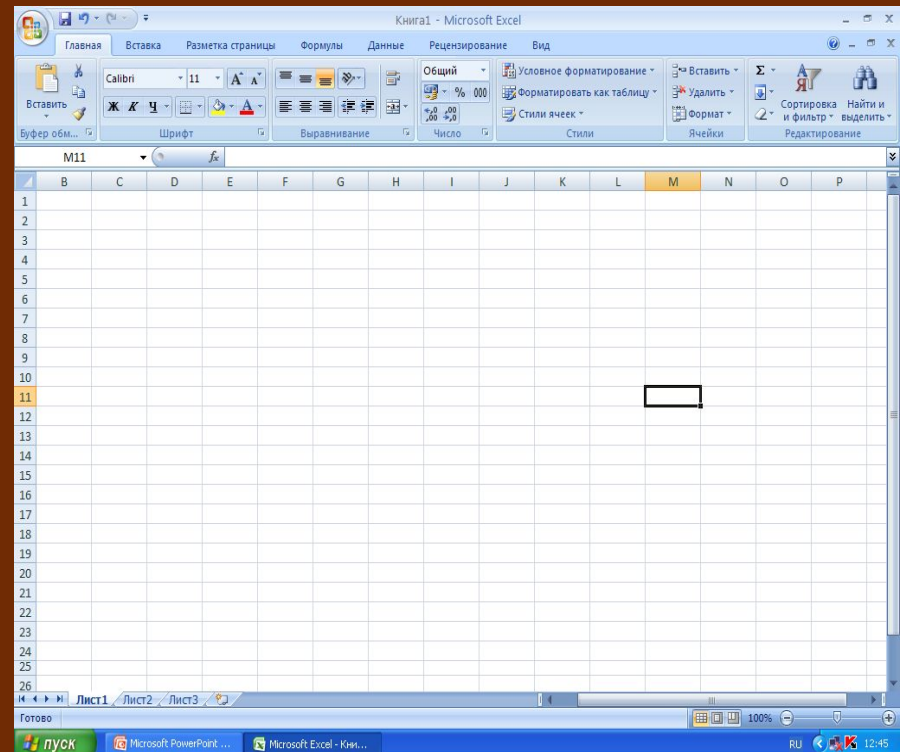 Книга1 - Microsoft Excel
Главная Вставка Разметка страницы Формулы Данные Рецензирование Вид
Calibri 11 Общий Условное форматирование Вставить Σ
Вставить Ж К Ч % 000 Форматировать как таблицу Удалить Сортировка и фильтр Найти и выделить
Стили ячеек Формат
Буфер обм... Шрифт Выравнивание Число Стили Ячейки Редактирование
M11 fx
B C D E F G H I J K L M N O P
1
2
3
4
5
6
7
8
9
10
11
12
13
14
15
16
17
18
19
20
21
22
23
24
25
26
Лист1 Лист2 Лист3
Готово 100%
пуск Microsoft PowerPoint ... Microsoft Excel - Кни... RU 12:45